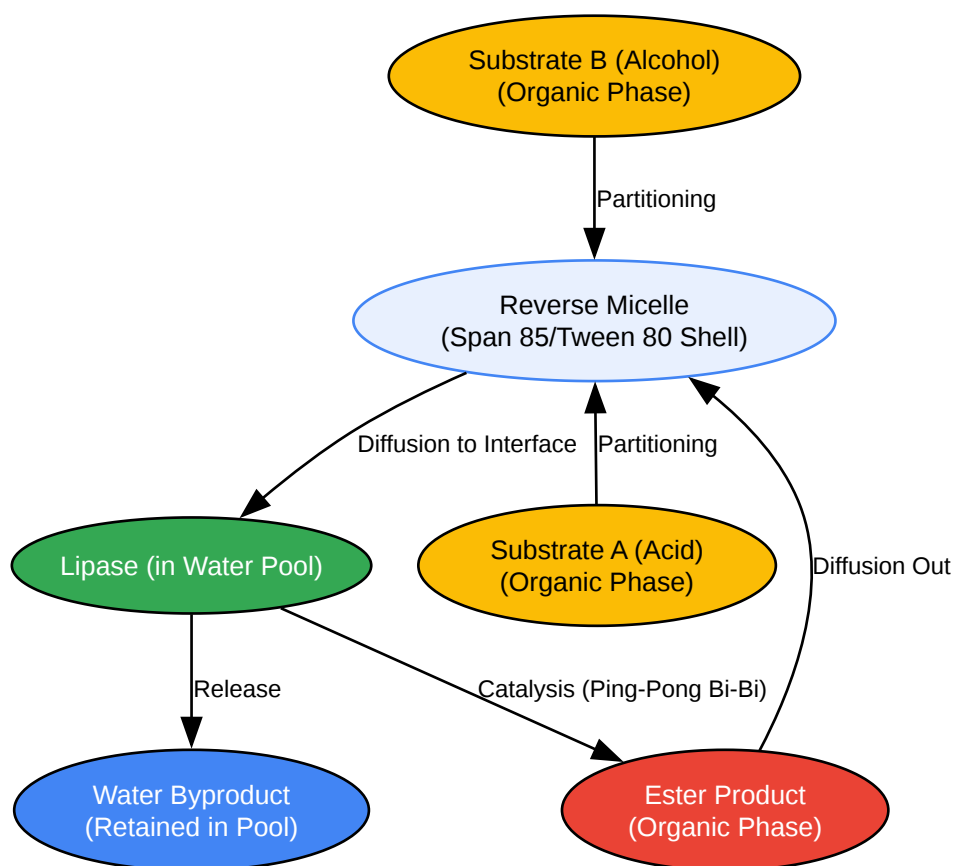 Substrate B (Alcohol)
(Organic Phase)
Partitioning
Reverse Micelle
(Span 85/Tween 80 Shell)
Diffusion to Interface
Partitioning
Lipase (in Water Pool)
Substrate A (Acid)
(Organic Phase)
Diffusion Out
Release
Catalysis (Ping-Pong Bi-Bi)
Water Byproduct
(Retained in Pool)
Ester Product
(Organic Phase)